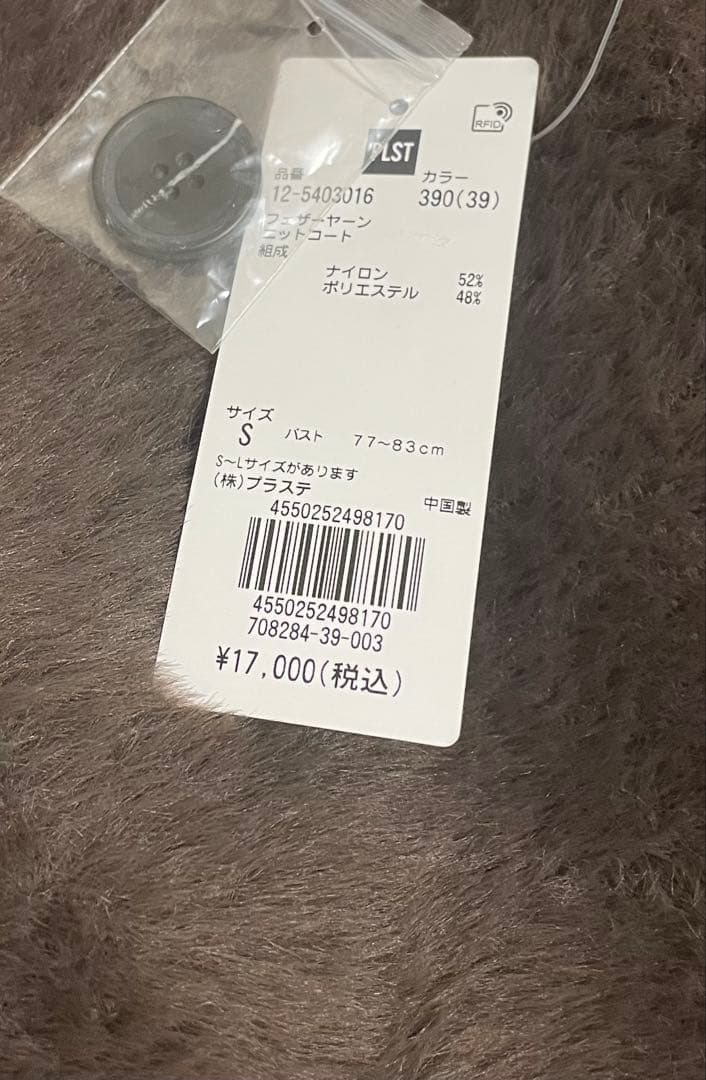 RFID
PLST
品番 カラー
12-5403016 390(39)
フェザーヤーン
ニットコート
組成
ナイロン 52%
ポリエステル 48%
サイズ
S バスト 77～83cm
S～Lサイズがあります
(株)プラステ 中国製
4550252498170
4550252498170
708284-39-003
¥17,000(税込)